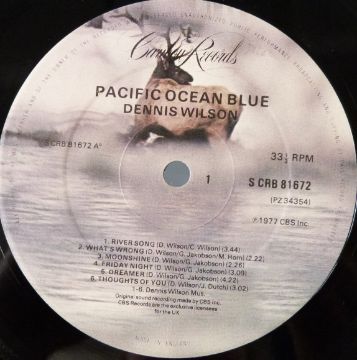 Caribou Records
PACIFIC OCEAN BLUE
DENNIS WILSON
S CRB 81672 A°
33⅓ RPM
1
S CRB 81672
(PZ 34354)
℗ 1977 CBS Inc.
1. RIVER SONG (D. Wilson/C. Wilson) (3.44)
2. WHAT'S WRONG (D. Wilson/G. Jakobson/M. Horn) (2.22)
3. MOONSHINE (D. Wilson/G. Jakobson) (2.26)
4. FRIDAY NIGHT (D. Wilson/G. Jakobson) (3.09)
5. DREAMER (D. Wilson/G. Jakobson) (4.22)
6. THOUGHTS OF YOU (D. Wilson/J. Dutch) (3.02)
1-6. Dennis Wilson Mus.
Original sound recording made by CBS Inc.
CBS Records are the exclusive licensees
for the UK
MADE IN ENGLAND